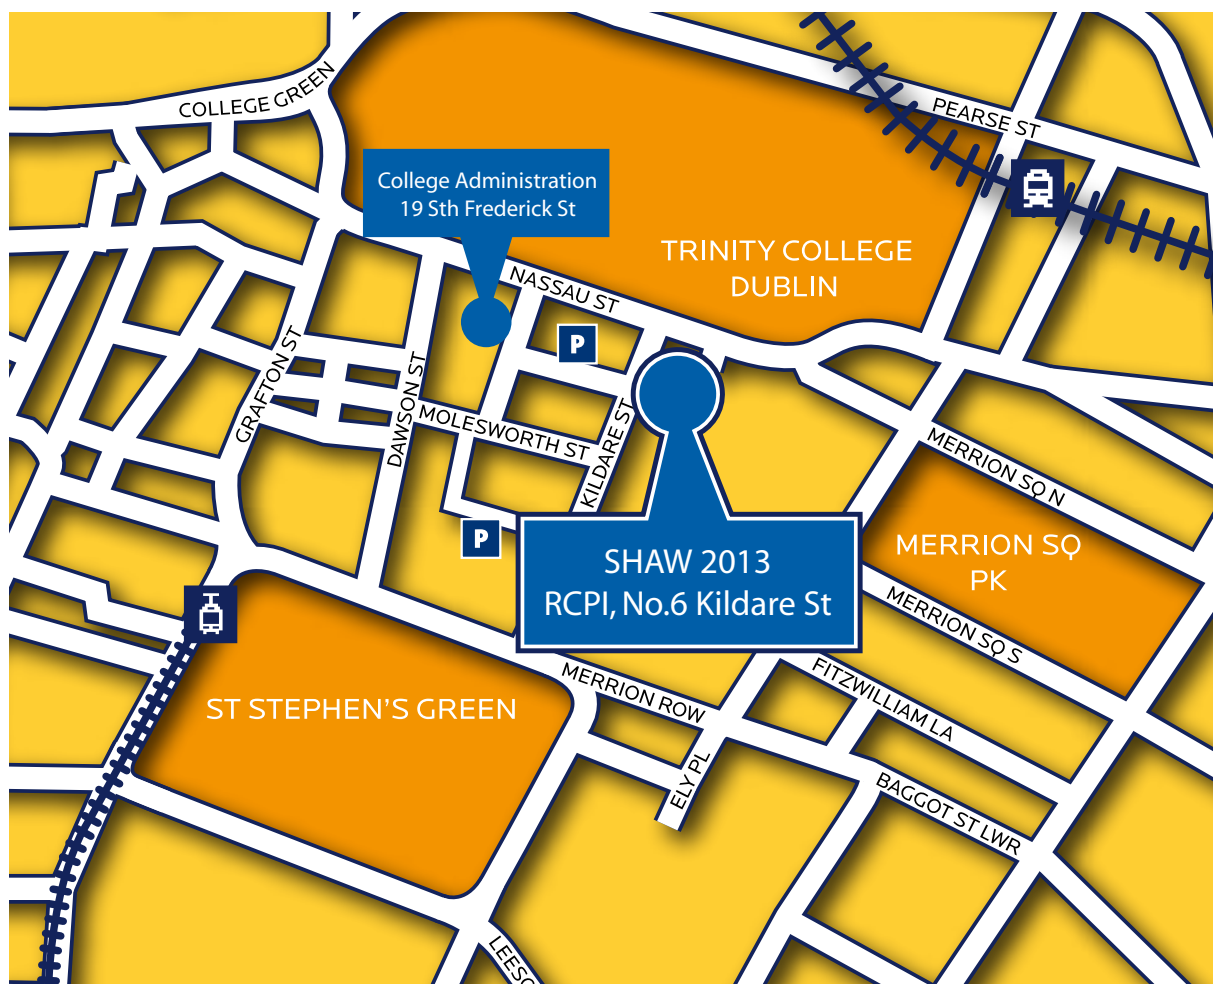 COLLEGE GREEN
PEARSE ST
College Administration
19 Sth Frederick St
TRINITY COLLEGE
DUBLIN
NASSAU ST
P
GRAFTON ST
DAWSON ST
MOLESWORTH ST
KILDARE ST
MERRION SQ N
P
SHAW 2013
RCPI, No.6 Kildare St
MERRION SQ
PK
MERRION SQ S
ST STEPHEN'S GREEN
MERRION ROW
FITZWILLIAM LA
ELY PL
BAGGOT ST LWR
LEESO